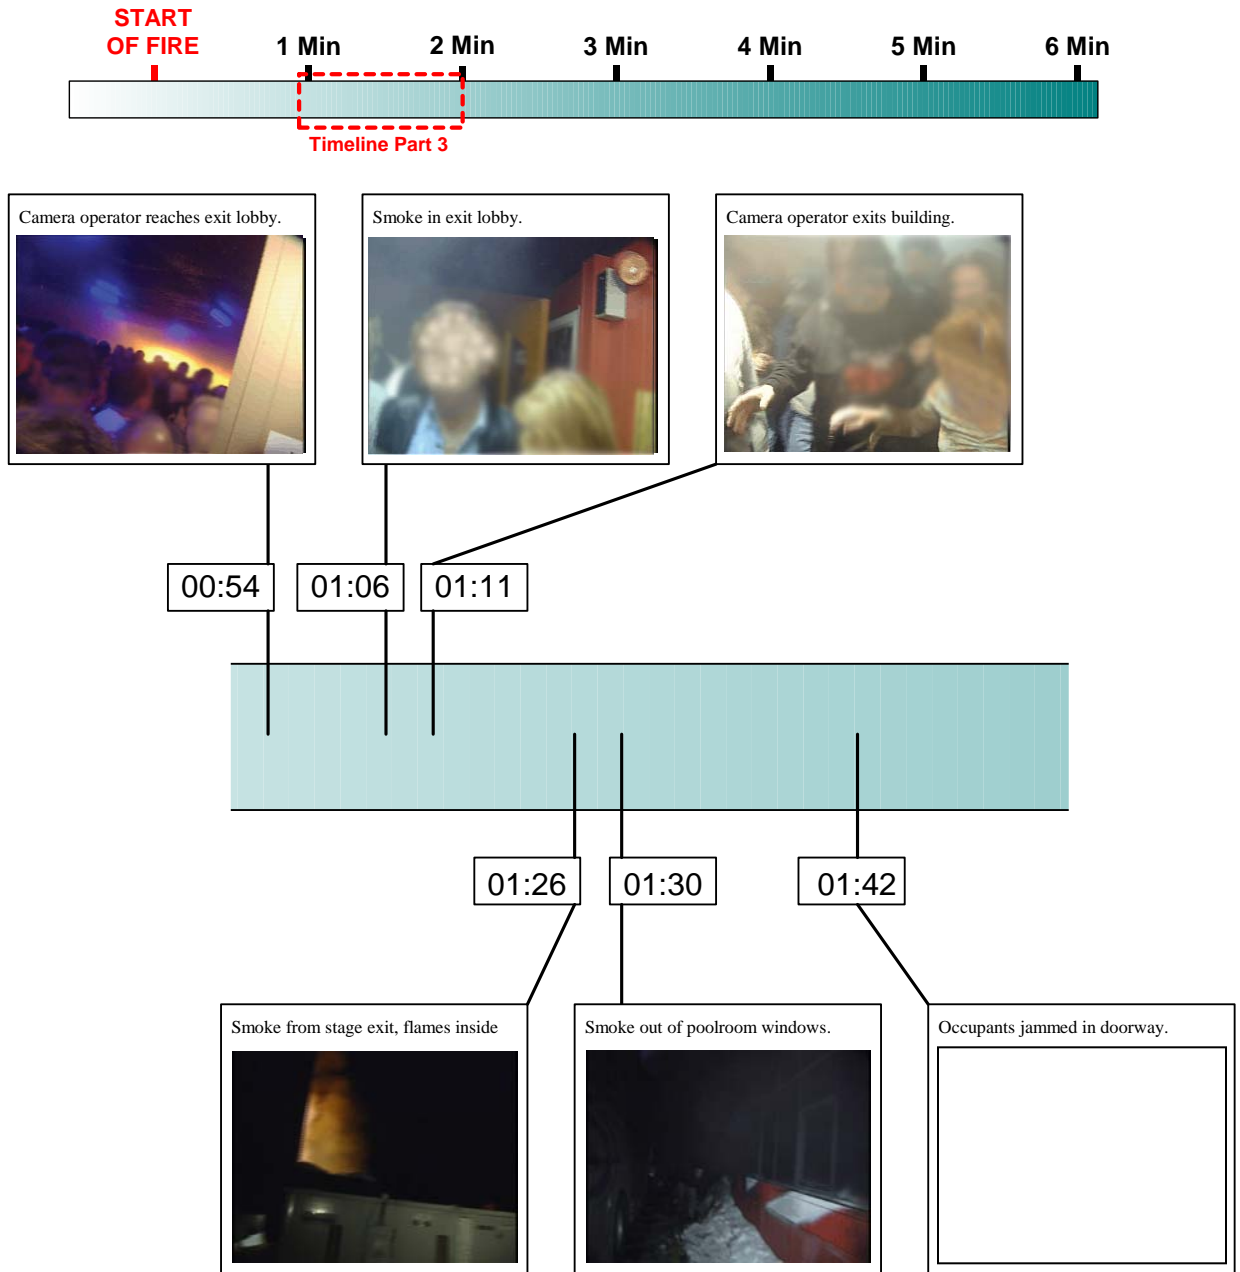 START
OF FIRE
1 Min
2 Min
3 Min
4 Min
5 Min
6 Min
Timeline Part 3
Camera operator reaches exit lobby.
Smoke in exit lobby.
Camera operator exits building.
00:54
01:06
01:11
01:26
01:30
01:42
Smoke from stage exit, flames inside
Smoke out of poolroom windows.
Occupants jammed in doorway.